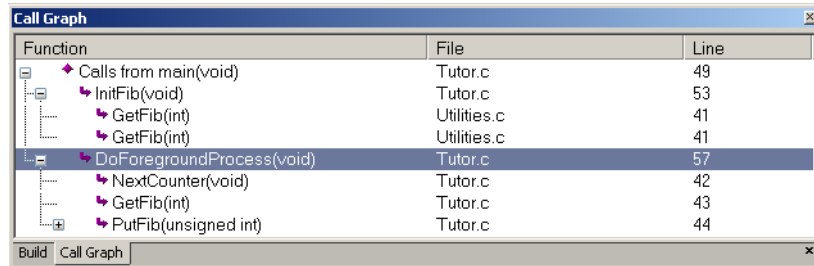 Call Graph
Function File Line
Calls from main(void) Tutor.c 49
InitFib(void) Tutor.c 53
GetFib(int) Utilities.c 41
GetFib(int) Utilities.c 41
DoForegroundProcess(void) Tutor.c 57
NextCounter(void) Tutor.c 42
GetFib(int) Tutor.c 43
PutFib(unsigned int) Tutor.c 44
Build Call Graph